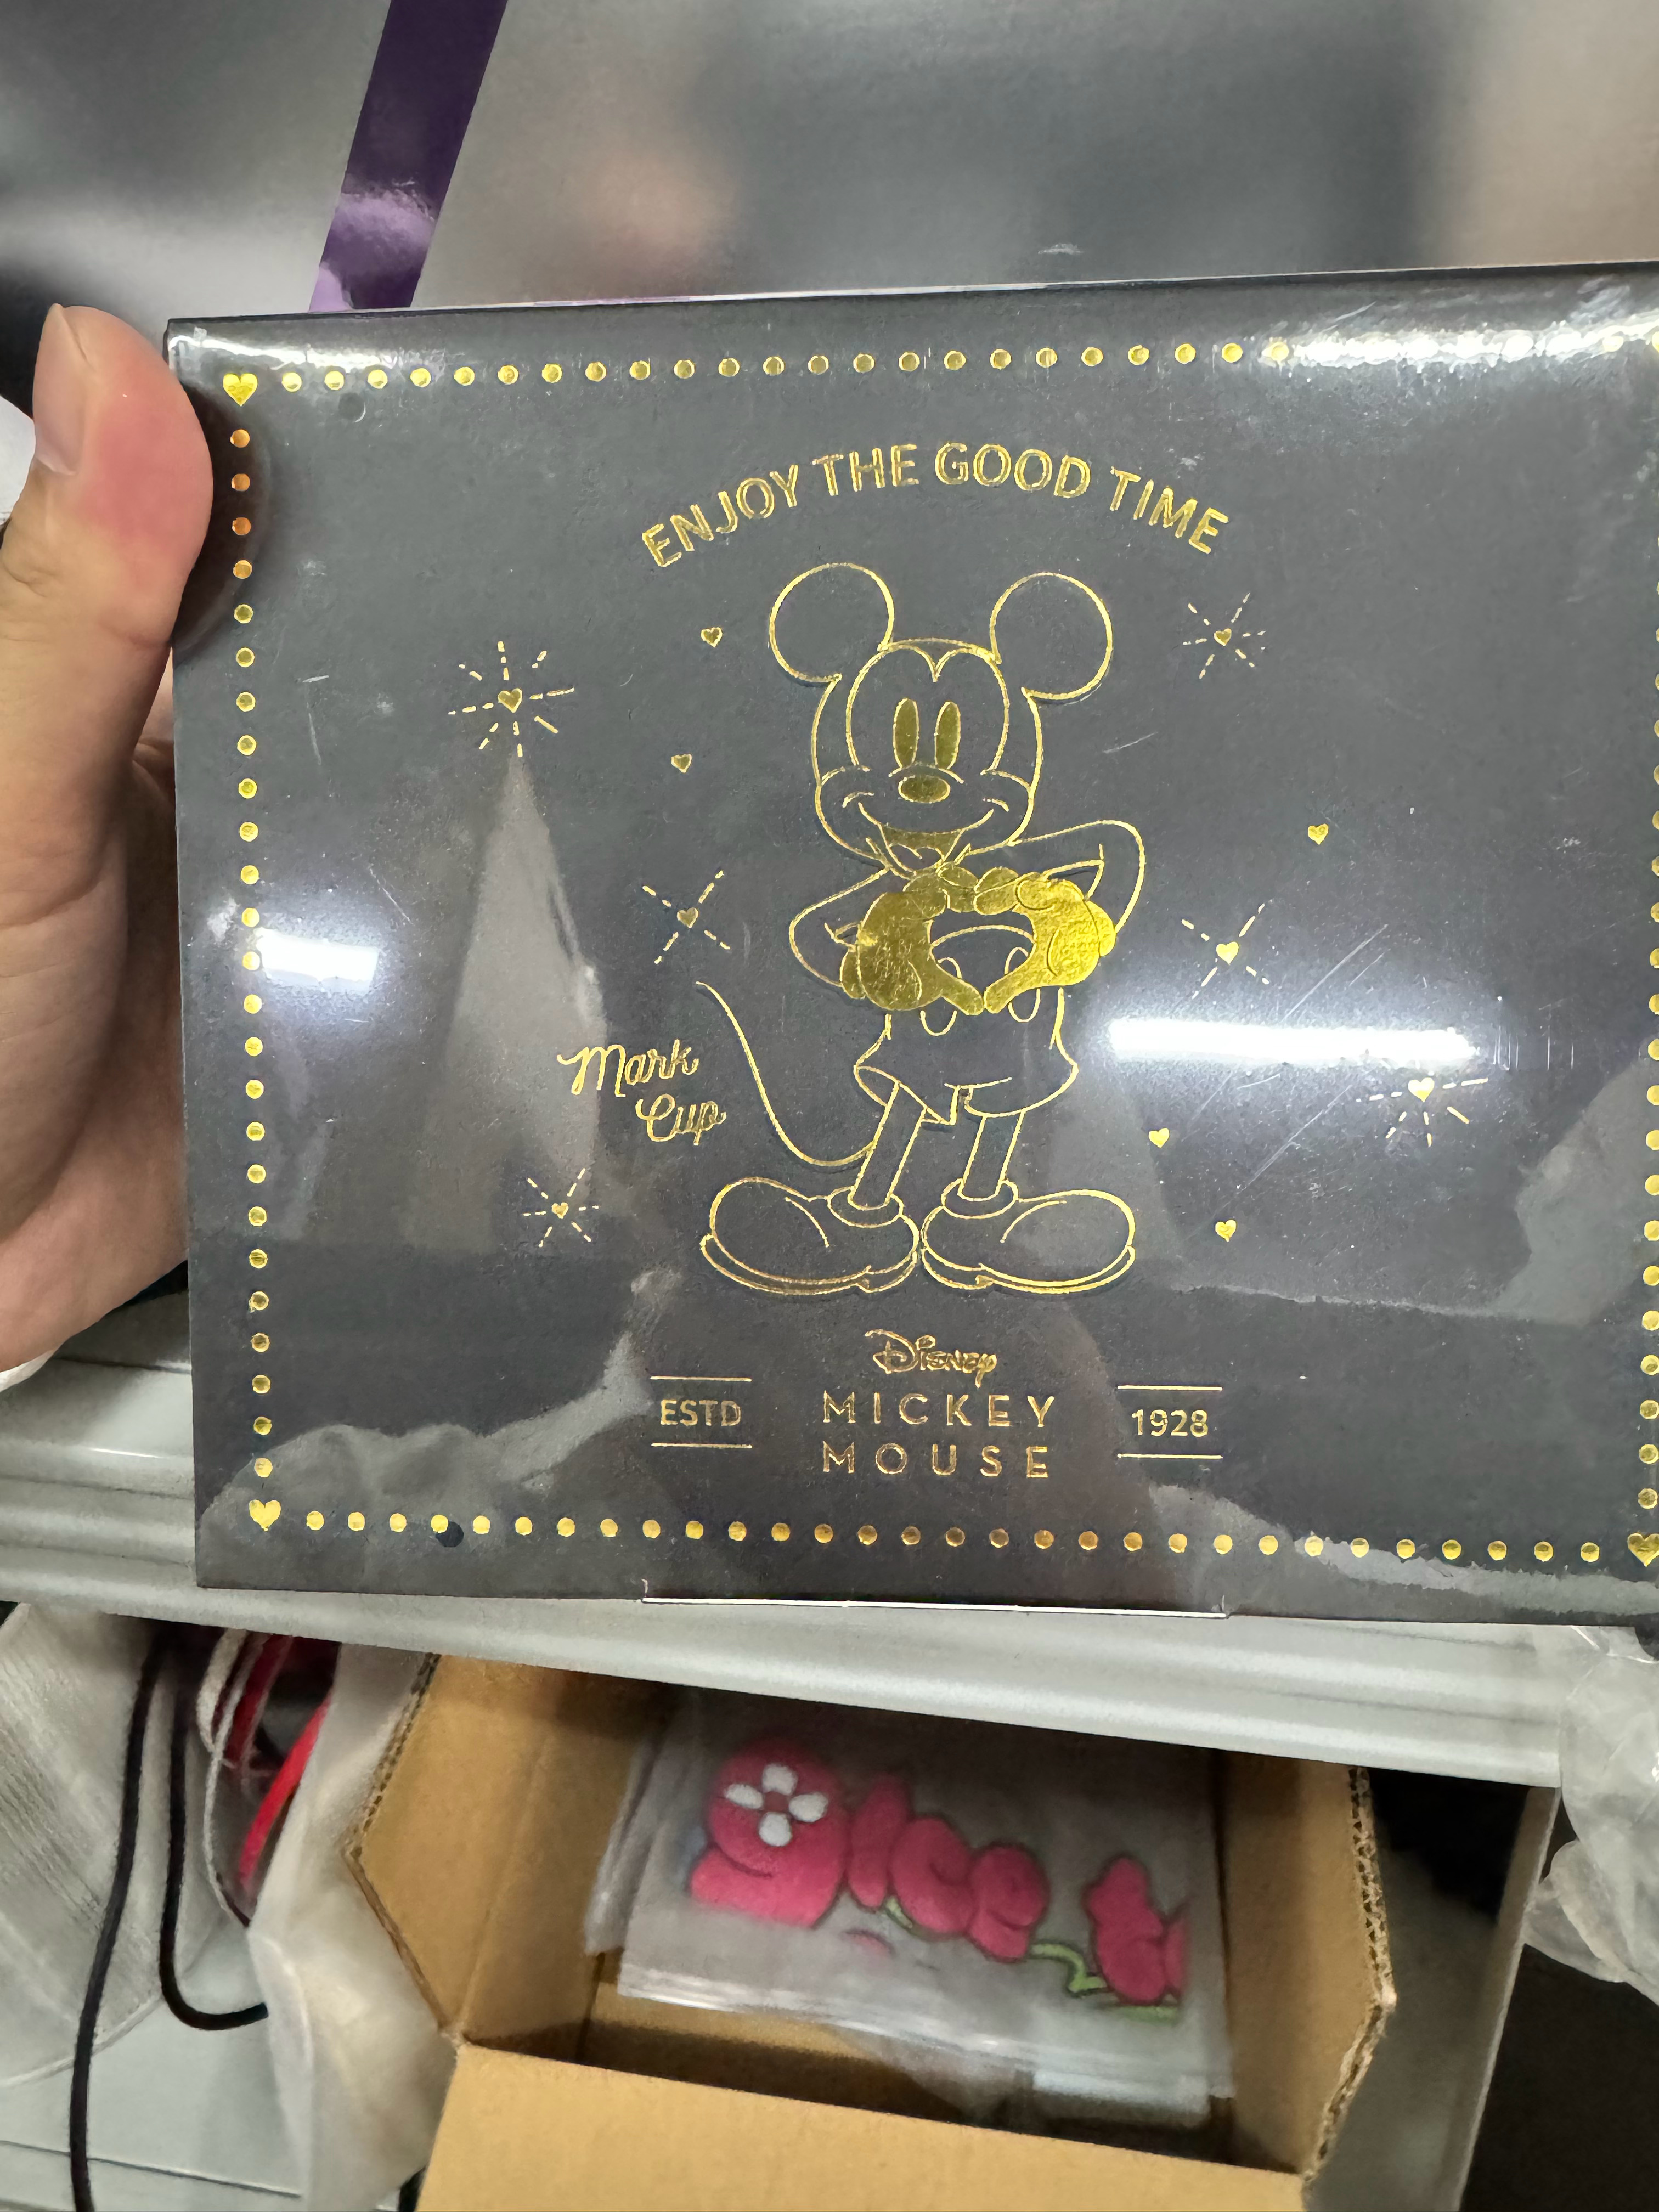 ENJOY THE GOOD TIME
Mark
Cup
Disney
ESTD MICKEY 1928
MOUSE